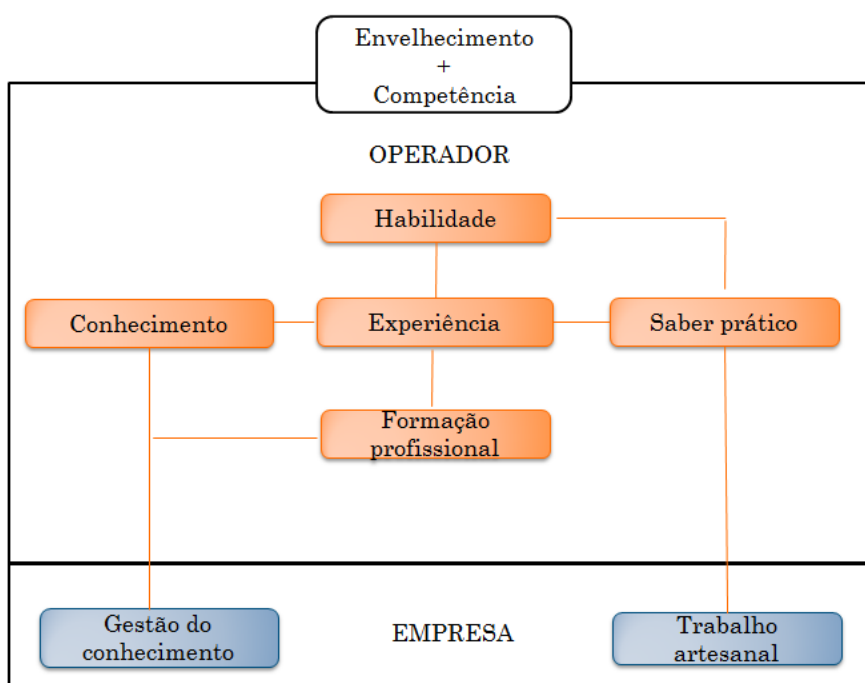 Envelhecimento
+
Competência
OPERADOR
Habilidade
Conhecimento
Experiência
Saber prático
Formação
profissional
Gestão do
conhecimento
EMPRESA
Trabalho
artesanal